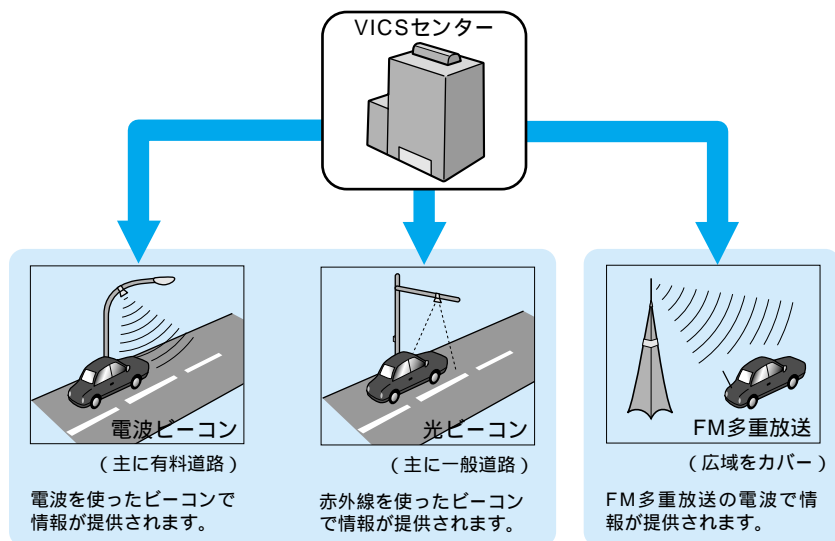 VICSセンター
電波ビーコン
(主に有料道路)
電波を使ったビーコンで
情報が提供されます。
光ビーコン
(主に一般道路)
赤外線を使ったビーコン
で情報が提供されます。
FM多重放送
(広域をカバー)
FM多重放送の電波で情
報が提供されます。